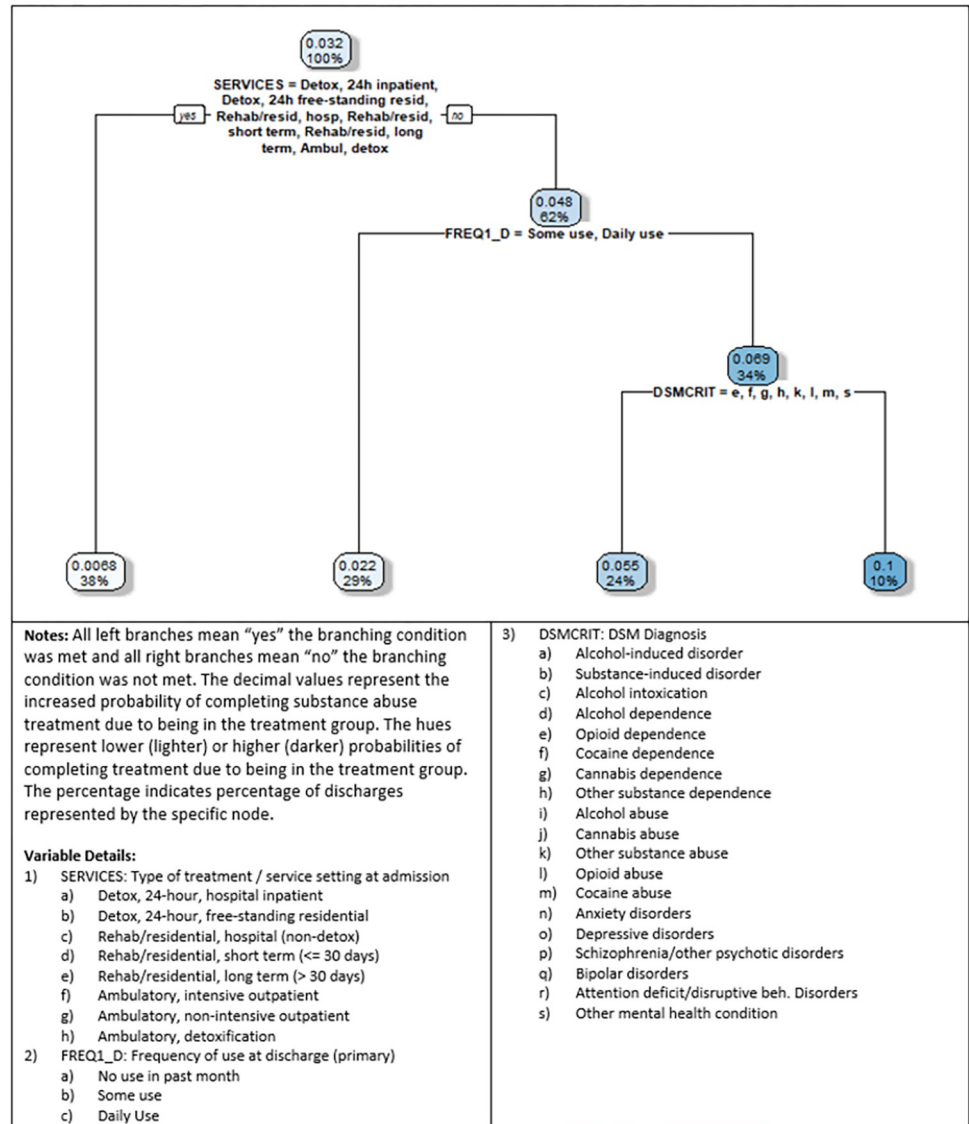 0.032
100%
SERVICES = Detox, 24h inpatient,
Detox, 24h free-standing resid,
yes Rehab/resid, hosp, Rehab/resid, no
short term, Rehab/resid, long
term, Ambul, detox
0.048
62%
FREQ1_D = Some use, Daily use
0.069
34%
DSMCRIT = e, f, g, h, k, l, m, s
0.0068
38%
0.022
29%
0.055
24%
0.1
10%
Notes: All left branches mean “yes” the branching condition
was met and all right branches mean “no” the branching
condition was not met. The decimal values represent the
increased probability of completing substance abuse
treatment due to being in the treatment group. The hues
represent lower (lighter) or higher (darker) probabilities of
completing treatment due to being in the treatment group.
The percentage indicates percentage of discharges
represented by the specific node.
Variable Details:
1) SERVICES: Type of treatment / service setting at admission
a) Detox, 24-hour, hospital inpatient
b) Detox, 24-hour, free-standing residential
c) Rehab/residential, hospital (non-detox)
d) Rehab/residential, short term (<= 30 days)
e) Rehab/residential, long term (> 30 days)
f) Ambulatory, intensive outpatient
g) Ambulatory, non-intensive outpatient
h) Ambulatory, detoxification
2) FREQ1_D: Frequency of use at discharge (primary)
a) No use in past month
b) Some use
c) Daily Use
3) DSMCRIT: DSM Diagnosis
a) Alcohol-induced disorder
b) Substance-induced disorder
c) Alcohol intoxication
d) Alcohol dependence
e) Opioid dependence
f) Cocaine dependence
g) Cannabis dependence
h) Other substance dependence
i) Alcohol abuse
j) Cannabis abuse
k) Other substance abuse
l) Opioid abuse
m) Cocaine abuse
n) Anxiety disorders
o) Depressive disorders
p) Schizophrenia/other psychotic disorders
q) Bipolar disorders
r) Attention deficit/disruptive beh. Disorders
s) Other mental health condition